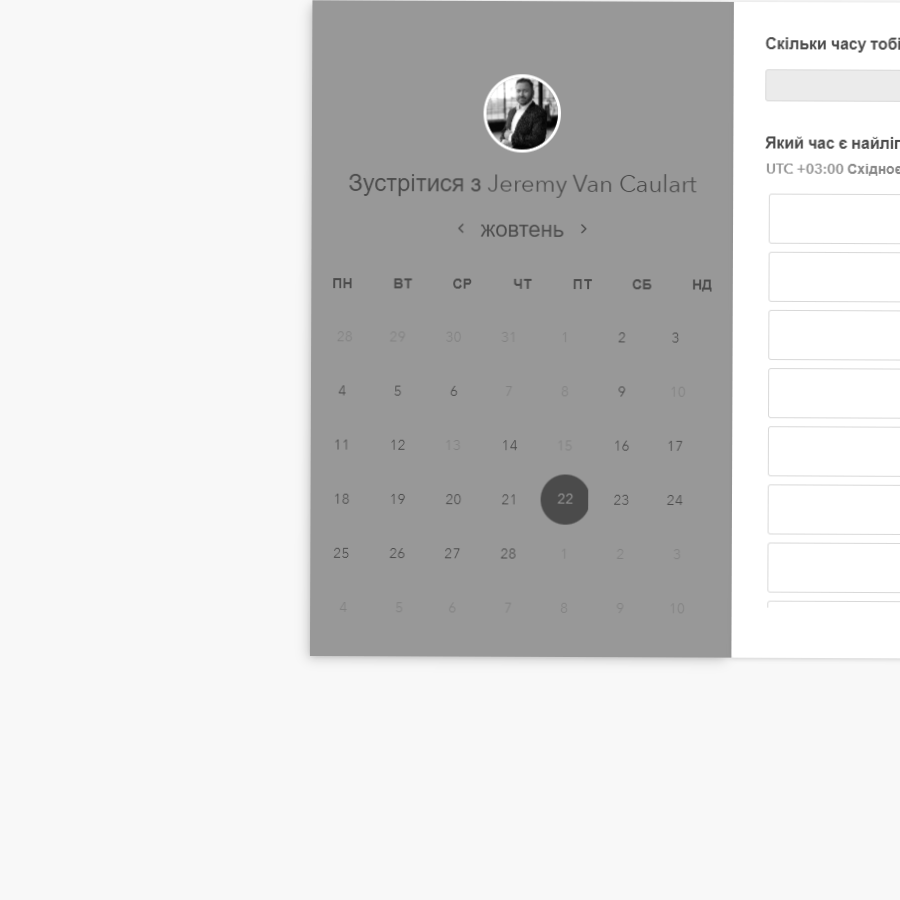 Зустрітися з Jeremy Van Caulart
‹ жовтень ›
ПН ВТ СР ЧТ ПТ СБ НД
28 29 30 31 1 2 3
4 5 6 7 8 9 10
11 12 13 14 15 16 17
18 19 20 21 22 23 24
25 26 27 28 1 2 3
4 5 6 7 8 9 10
Скільки часу тобі
Який час є найліп
UTC +03:00 Східноє